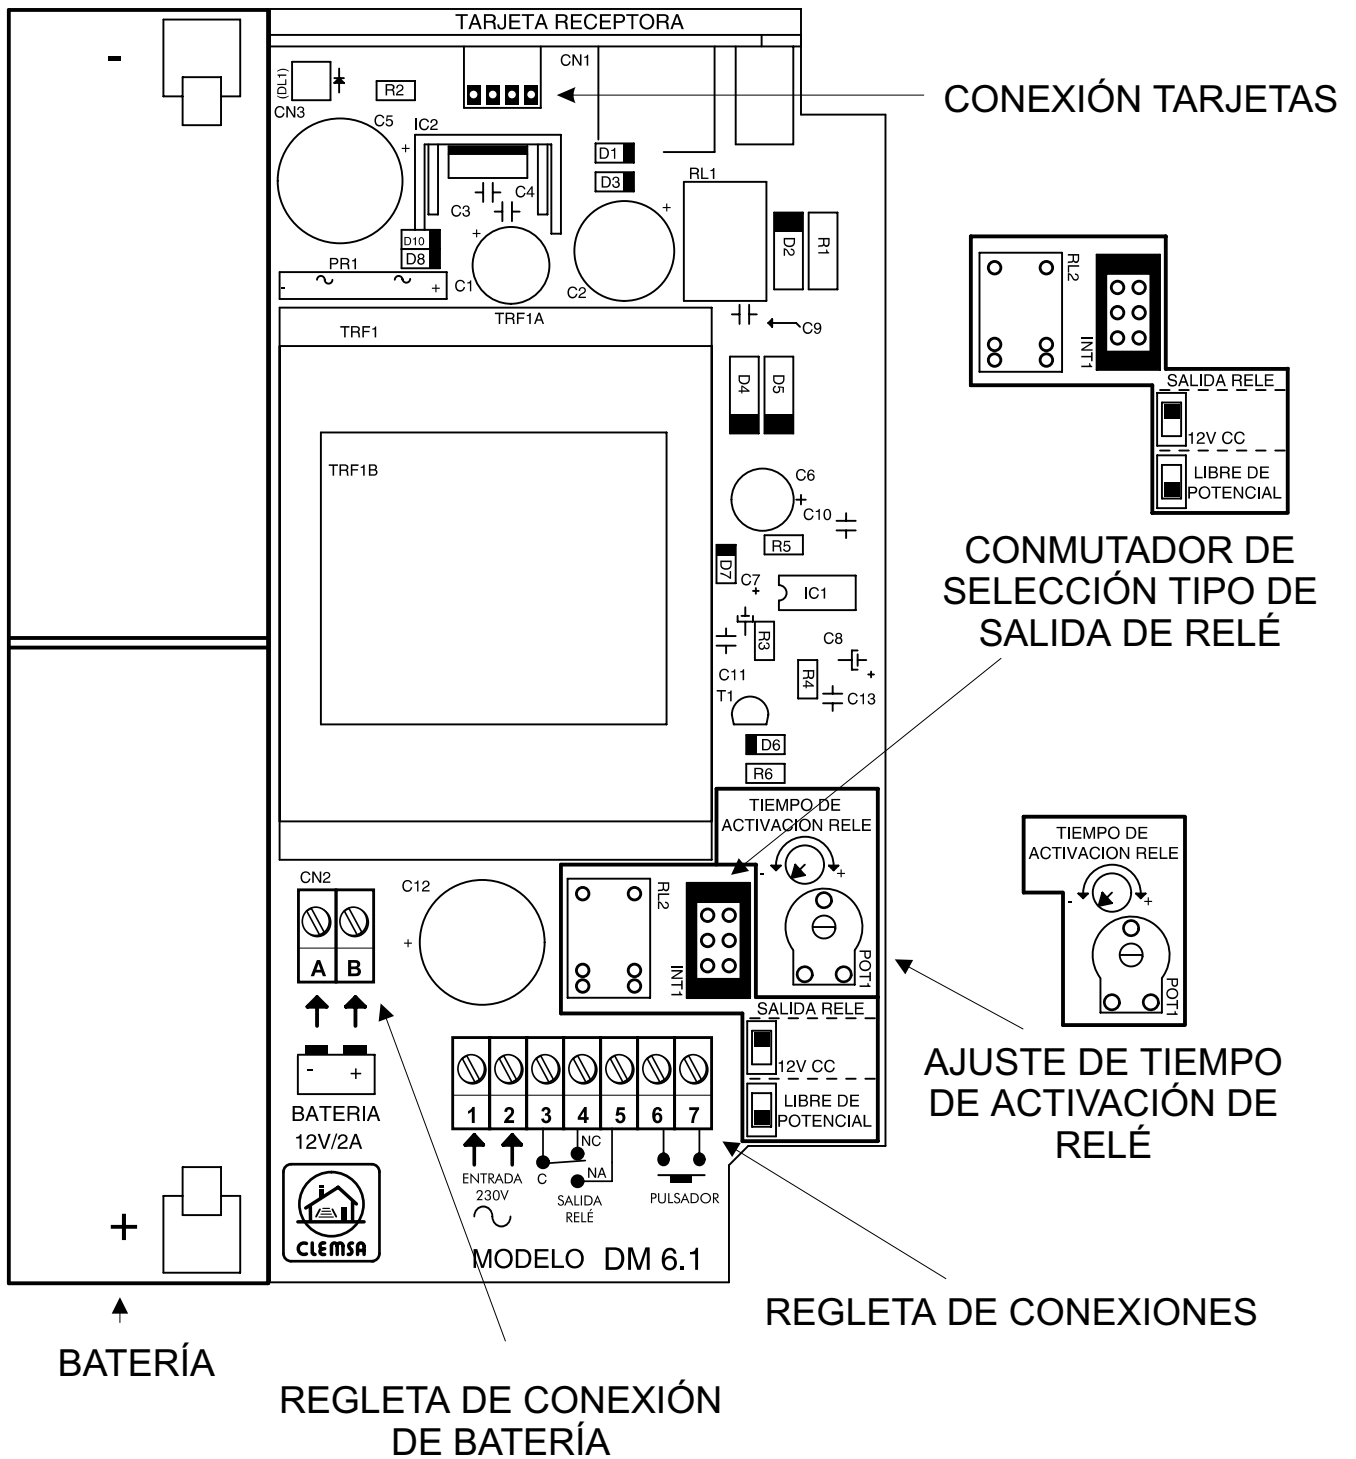 TARJETA RECEPTORA
-
(DL1)
CN3
R2
CN1
CONEXIÓN TARJETAS
C5
+
IC2
D1
D3
RL1
C4
C3
+
+
D10
D8
D2
R1
PR1
-
+
C1
C2
TRF1A
TRF1
C9
RL2
INT1
SALIDA RELE
12V CC
LIBRE DE
POTENCIAL
D4
D5
TRF1B
C6
+
C10
R5
D7
C7
+
IC1
CONMUTADOR DE
SELECCIÓN TIPO DE
SALIDA DE RELÉ
R3
C8
+
C11
R4
C13
T1
D6
R6
TIEMPO DE
ACTIVACION RELE
-
+
POT1
TIEMPO DE
ACTIVACION RELE
-
+
POT1
CN2
C12
+
RL2
INT1
A B
SALIDA RELE
12V CC
LIBRE DE
POTENCIAL
AJUSTE DE TIEMPO
DE ACTIVACIÓN DE
RELÉ
- +
BATERIA
12V/2A
1 2 3 4 5 6 7
NC
C
NA
ENTRADA
230V
SALIDA
RELÉ
PULSADOR
CLEMSA
MODELO DM 6.1
+
REGLETA DE CONEXIONES
BATERÍA
REGLETA DE CONEXIÓN
DE BATERÍA